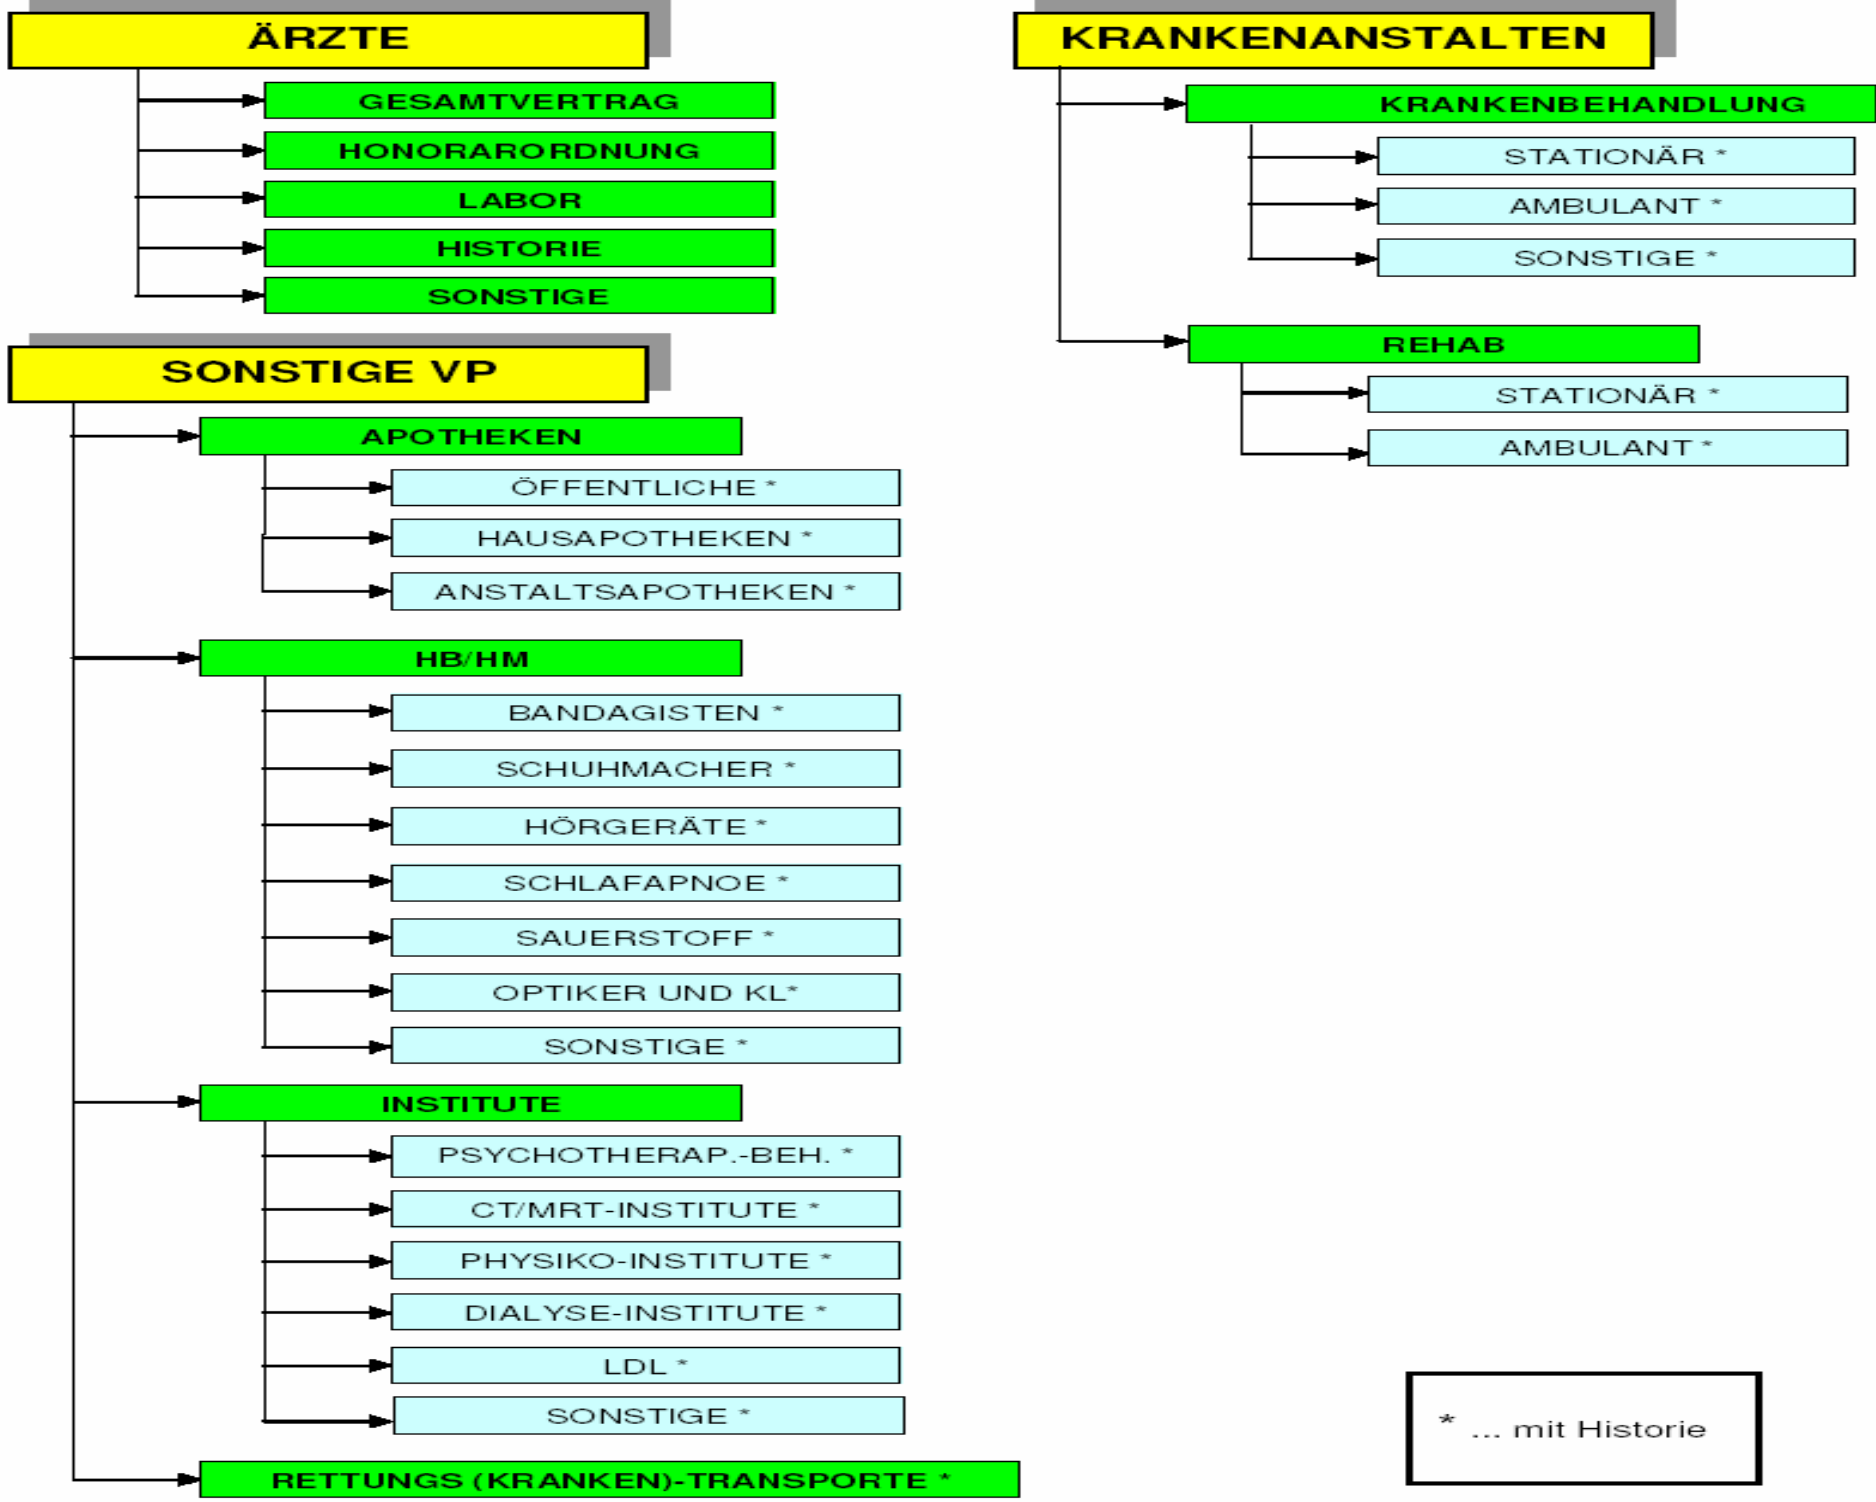 ÄRZTE
GESAMTVERTRAG
HONORARORDNUNG
LABOR
HISTORIE
SONSTIGE
SONSTIGE VP
APOTHEKEN
ÖFFENTLICHE *
HAUSAPOTHEKEN *
ANSTALTSAPOTHEKEN *
HB/HM
BANDAGISTEN *
SCHUHMACHER *
HÖRGERÄTE *
SCHLAFAPNOE *
SAUERSTOFF *
OPTIKER UND KL*
SONSTIGE *
INSTITUTE
PSYCHOTHERAP.-BEH. *
CT/MRT-INSTITUTE *
PHYSIKO-INSTITUTE *
DIALYSE-INSTITUTE *
LDL *
SONSTIGE *
RETTUNGS (KRANKEN)-TRANSPORTE *
KRANKENANSTALTEN
KRANKENBEHANDLUNG
STATIONÄR *
AMBULANT *
SONSTIGE *
REHAB
STATIONÄR *
AMBULANT *
* ... mit Historie